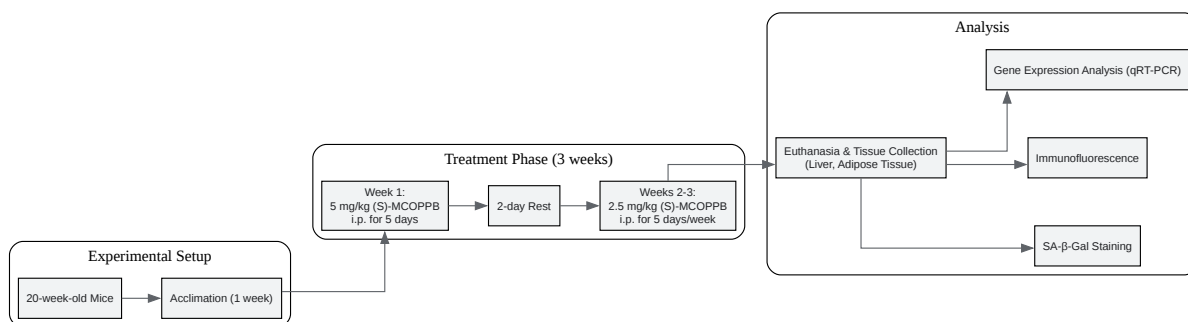 Experimental Setup
20-week-old Mice
Acclimation (1 week)
Treatment Phase (3 weeks)
Week 1:
5 mg/kg (S)-MCOPPB
i.p. for 5 days
2-day Rest
Weeks 2-3:
2.5 mg/kg (S)-MCOPPB
i.p. for 5 days/week
Analysis
Euthanasia & Tissue Collection
(Liver, Adipose Tissue)
Gene Expression Analysis (qRT-PCR)
Immunofluorescence
SA-β-Gal Staining